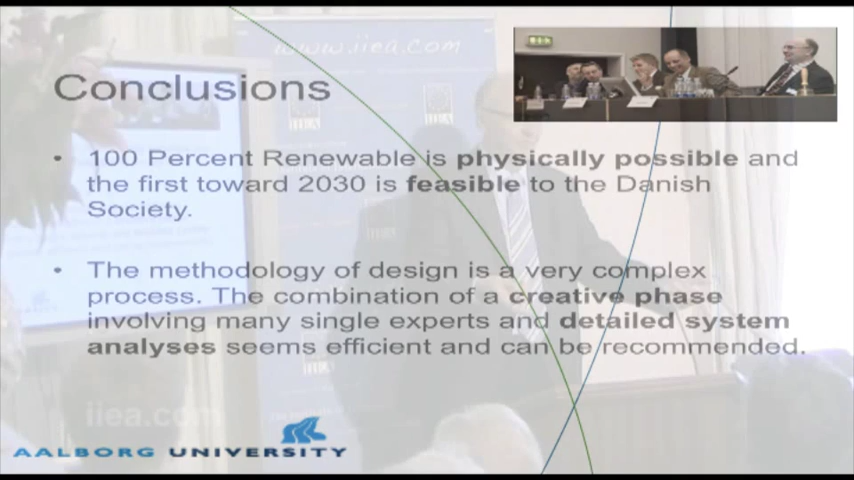 www.iiea.com
Conclusions
IIEA
• 100 Percent Renewable is physically possible and
the first toward 2030 is feasible to the Danish
Society.
• The methodology of design is a very complex
process. The combination of a creative phase
involving many single experts and detailed system
analyses seems efficient and can be recommended.
iiea.com
AALBORG UNIVERSITY